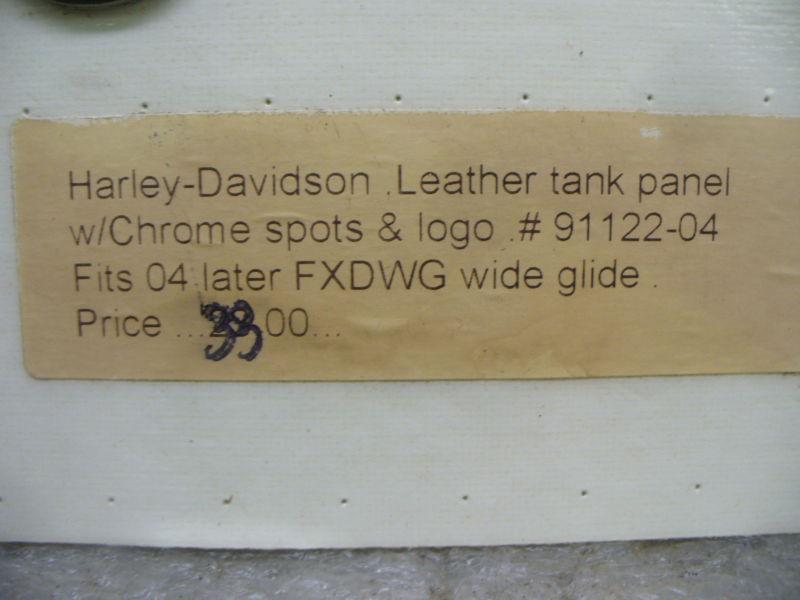 Harley-Davidson .Leather tank panel
w/Chrome spots & logo .# 91122-04
Fits 04 later FXDWG wide glide .
Price ... .00...